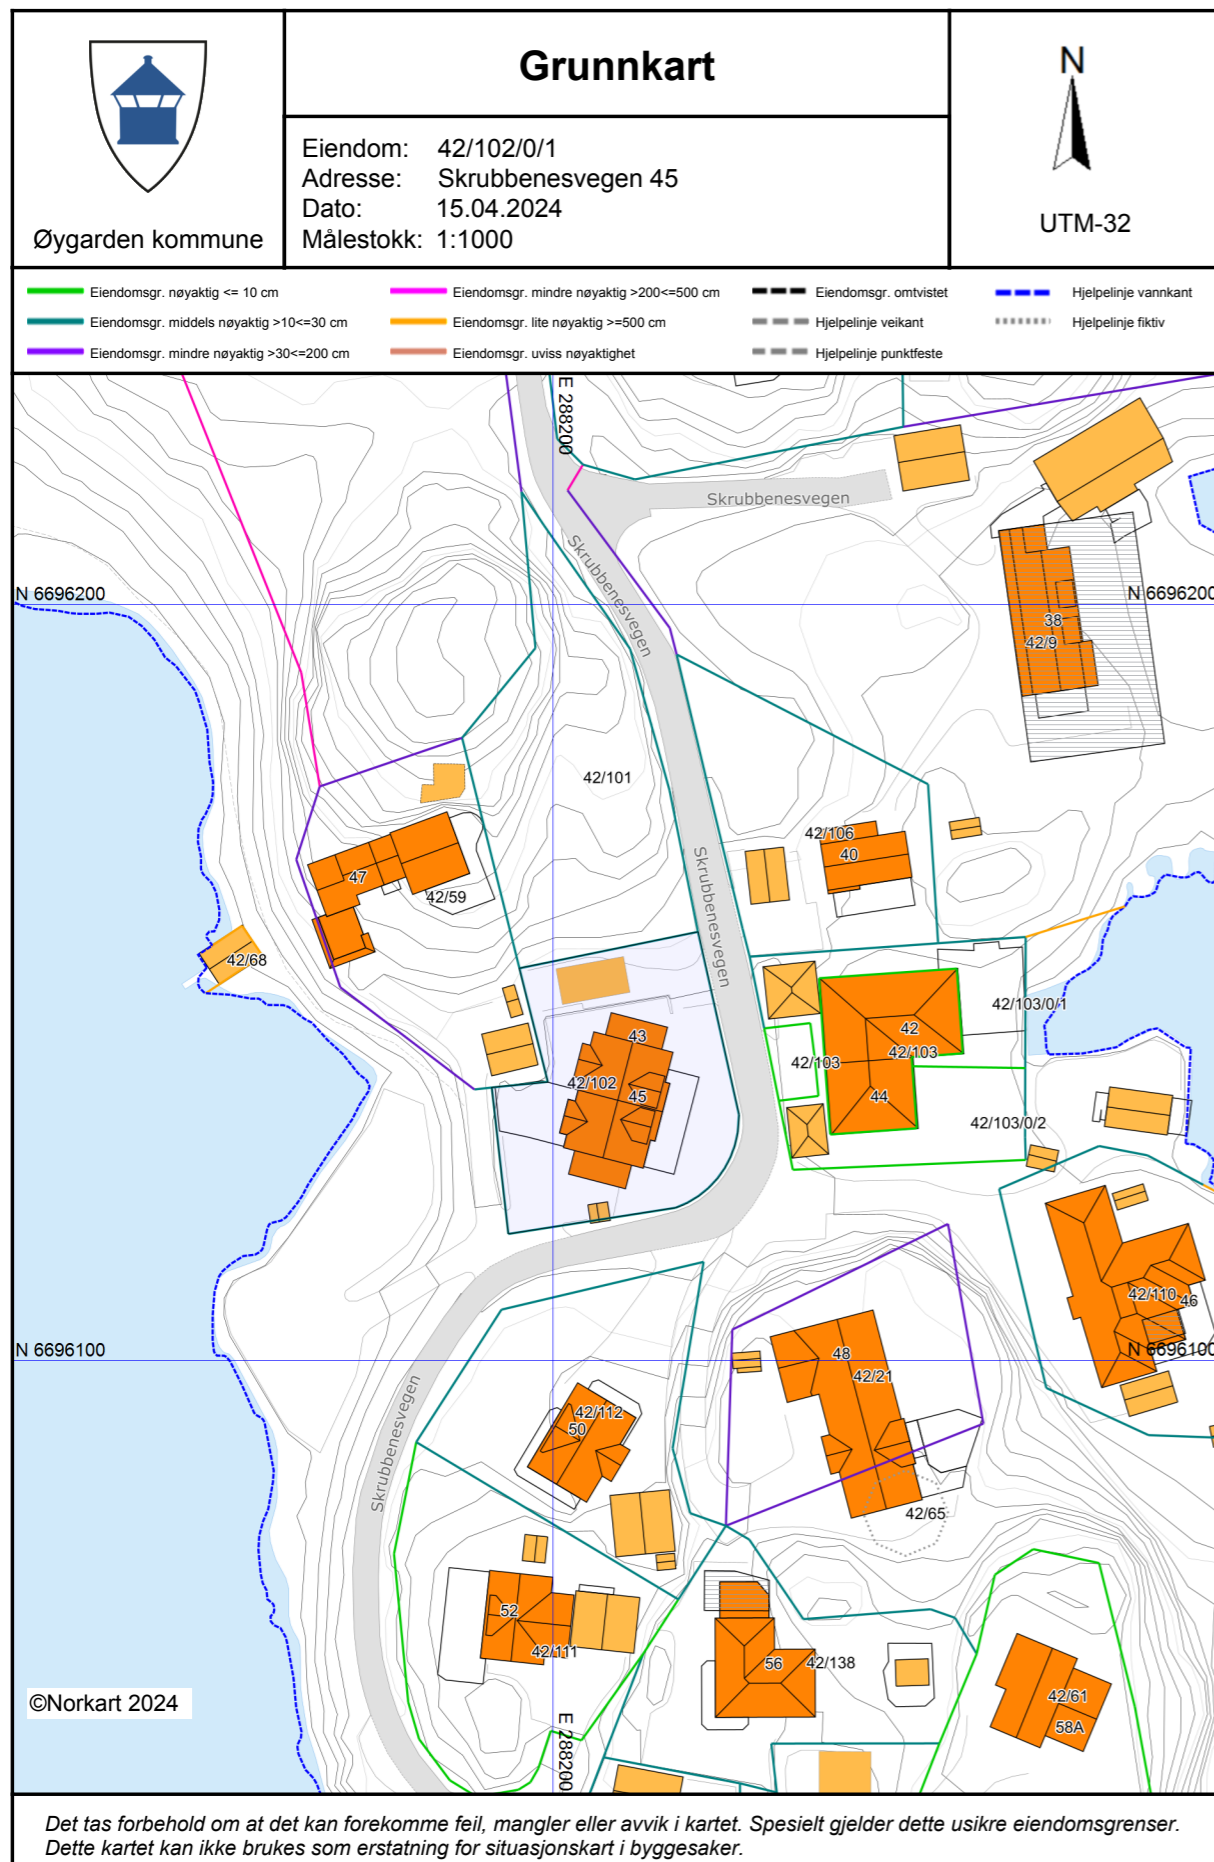 Grunnkart
Eiendom: 42/102/0/1
Adresse: Skrubbenesvegen 45
Dato: 15.04.2024
Målestokk: 1:1000
Øygarden kommune
N
UTM-32
Eiendomsgr. nøyaktig <= 10 cm
Eiendomsgr. middels nøyaktig >10<=30 cm
Eiendomsgr. mindre nøyaktig >30<=200 cm
Eiendomsgr. mindre nøyaktig >200<=500 cm
Eiendomsgr. lite nøyaktig >=500 cm
Eiendomsgr. uviss nøyaktighet
Eiendomsgr. omtvistet
Hjelpelinje veikant
Hjelpelinje punktfeste
Hjelpelinje vannkant
Hjelpelinje fiktiv
E 288200
Skrubbenesvegen
Skrubbenesvegen
N 6696200
N 6696200
38
42/9
42/101
42/106
40
47
42/59
Skrubbenesvegen
42/68
42/103/0/1
42
42/103
42/103
43
42/102
45
44
42/103/0/2
42/110
46
N 6696100
N 6696100
48
42/21
Skrubbenesvegen
42/112
50
42/65
52
42/111
56
42/138
42/61
58A
©Norkart 2024
E 288200
Det tas forbehold om at det kan forekomme feil, mangler eller avvik i kartet. Spesielt gjelder dette usikre eiendomsgrenser.
Dette kartet kan ikke brukes som erstatning for situasjonskart i byggesaker.